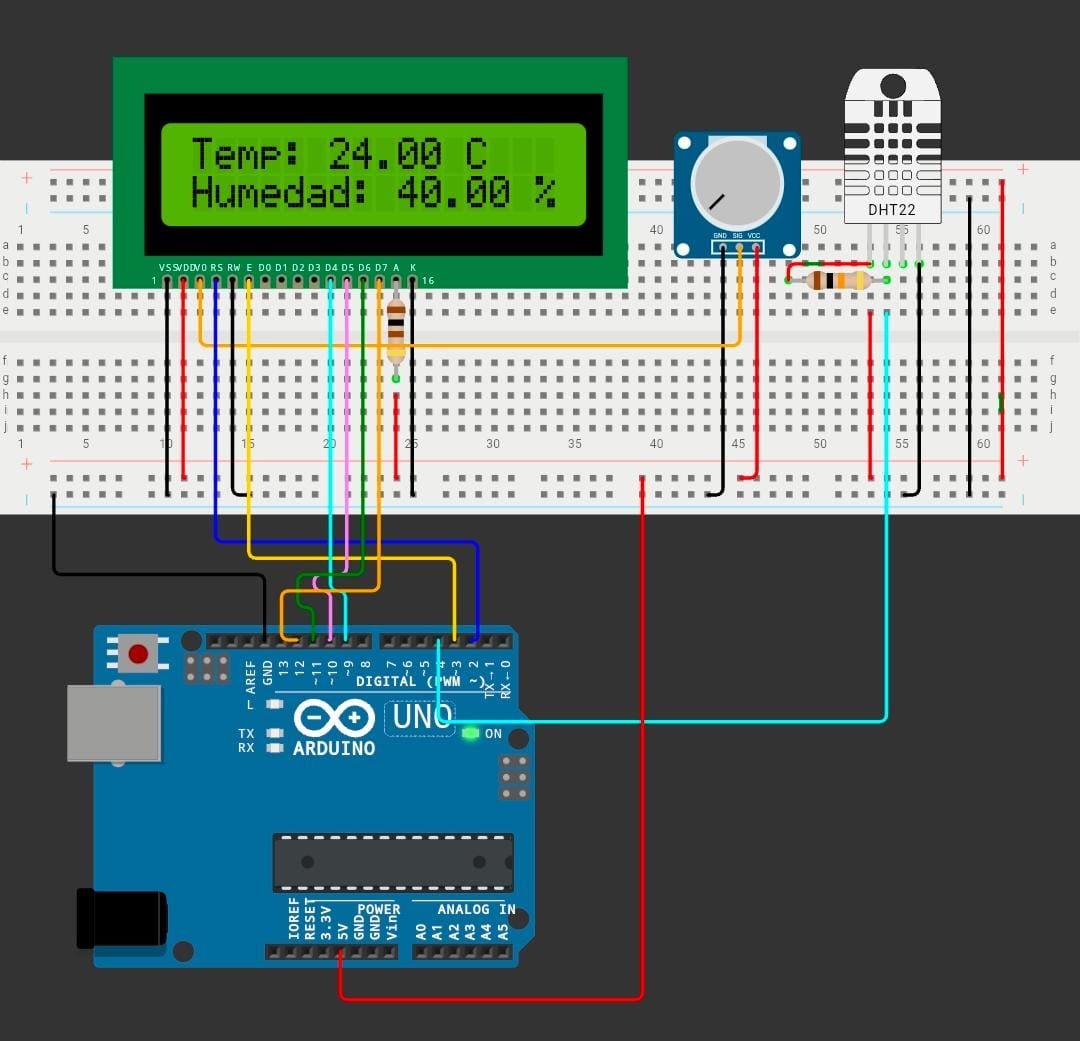 Temp: 24.00 C
Humedad: 40.00 %
VSS VDD V0 RS RW E D0 D1 D2 D3 D4 D5 D6 D7 A K
1 16
GND SIG VCC
DHT22
1 5 40 50 55 60
a a
b b
c c
d d
e e
f f
g g
h h
i i
j j
1 5 10 15 20 25 30 35 40 45 50 55 60
AREF GND 13 12 ~11 ~10 ~9 8 7 ~6 ~5 4 ~3 2 TX→1 RX←0
DIGITAL (PWM ~)
L
TX
RX
UNO
ON
ARDUINO
IOREF RESET 3.3V 5V GND GND Vin A0 A1 A2 A3 A4 A5
POWER ANALOG IN